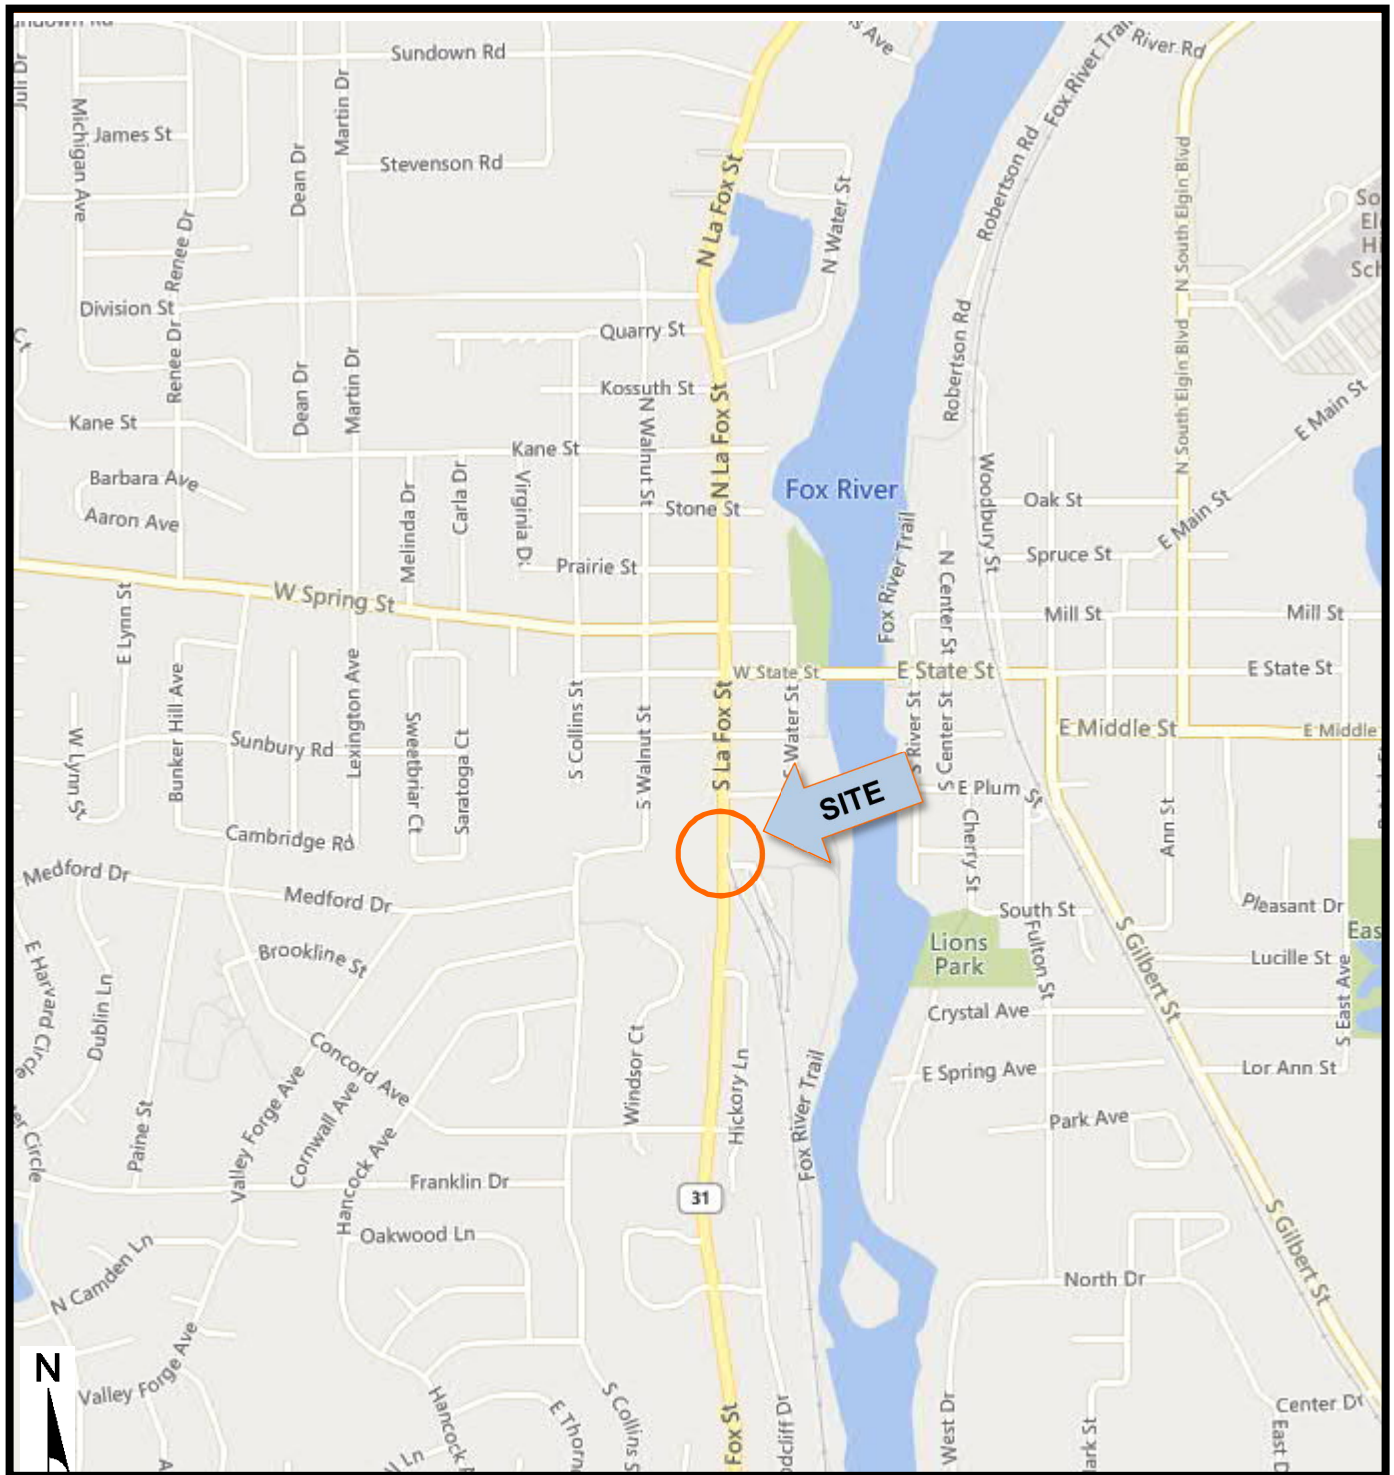 Sundown Rd
River Rd
Fox River Trail
Juli Dr
Michigan Ave
James St
Dean Dr
Martin Dr
Stevenson Rd
N La Fox St
N Water St
Robertson Rd
N South Elgin Blvd
Renee Dr
Division St
Renee Dr
Quarry St
Kossuth St
Dean Dr
Martin Dr
Robertson Rd
N South Elgin Blvd
E Main St
Kane St
Kane St
N Walnut St
N La Fox St
Barbara Ave
Aaron Ave
Melinda Dr
Carla Dr
Stone St
Fox River
Woodbury St
Oak St
E Main St
Prairie St
Fox River Trail
N Center St
Spruce St
W Spring St
Mill St
Mill St
E Lynn St
W State St
E State St
E State St
Bunker Hill Ave
Lexington Ave
S Collins St
S Walnut St
S La Fox St
S Water St
S River St
S Center St
E Middle St
E Middle
W Lynn St
Sunbury Rd
Sweetbriar Ct
Saratoga Ct
SITE
E Plum St
Cherry St
Ann St
Cambridge Rd
Medford Dr
Medford Dr
South St
Fulton St
Pleasant Dr
S Gilbert St
Brookline St
Lions
Park
Lucille St
E Harvard Circle
Dublin Ln
Crystal Ave
S East Ave
Concord Ave
Windsor Ct
Hickory Ln
Fox River Trail
E Spring Ave
Lor Ann St
Paine St
Valley Forge Ave
Cornwall Ave
Hancock Ave
Park Ave
Franklin Dr
31
Oakwood Ln
S Gilbert St
N Camden Ln
North Dr
N
Valley Forge Ave
Hancock
E Thorn
S Collins S
Fox St
West Dr
Center Dr
East D